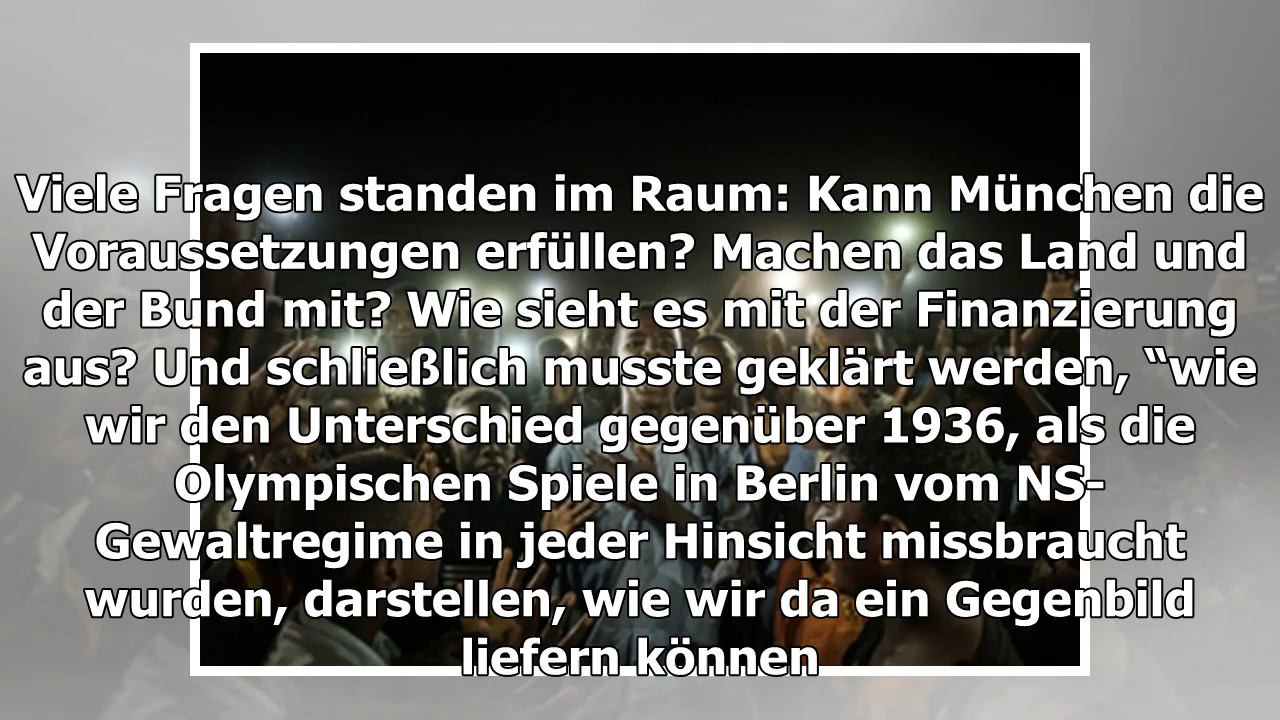 Viele Fragen standen im Raum: Kann München die
Voraussetzungen erfüllen? Machen das Land und
der Bund mit? Wie sieht es mit der Finanzierung
aus? Und schließlich musste geklärt werden, “wie
wir den Unterschied gegenüber 1936, als die
Olympischen Spiele in Berlin vom NS-
Gewaltregime in jeder Hinsicht missbraucht
wurden, darstellen, wie wir da ein Gegenbild
liefern können